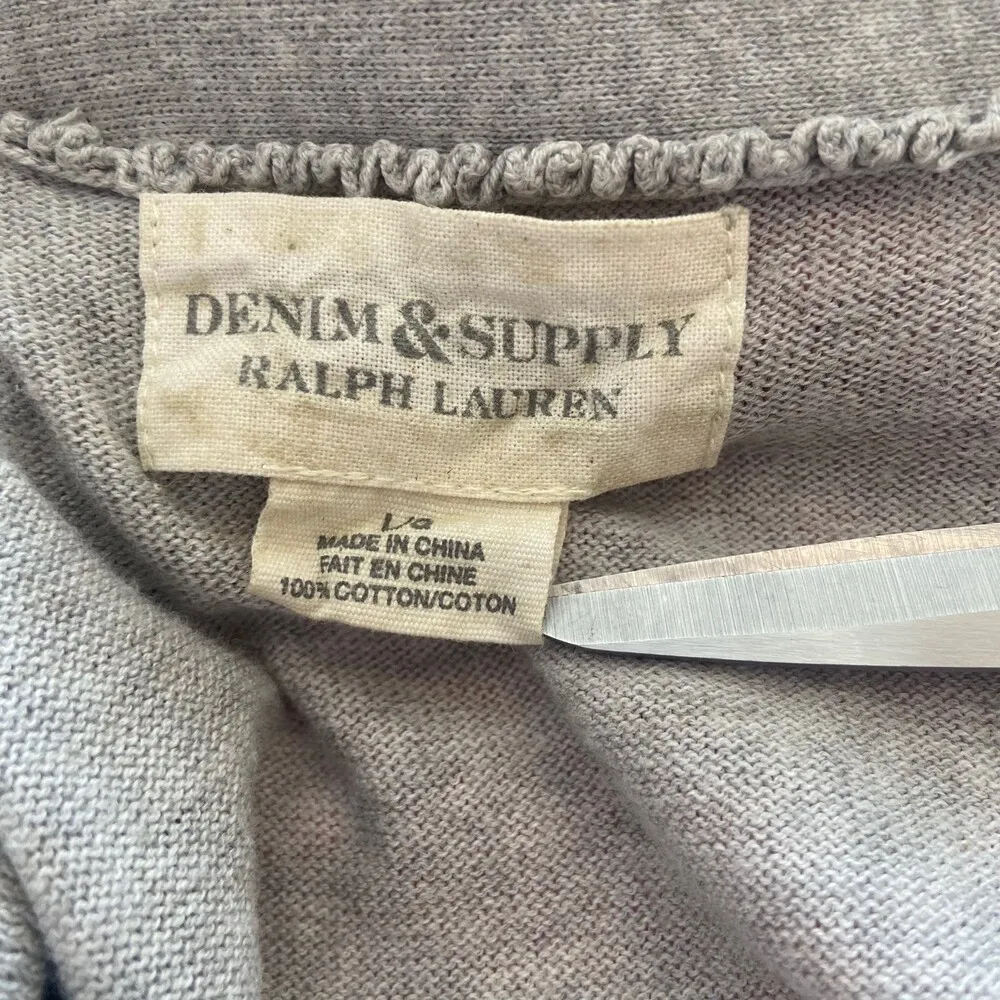 DENIM & SUPPLY
RALPH LAUREN
MADE IN CHINA
FAIT EN CHINE
100% COTTON/COTON